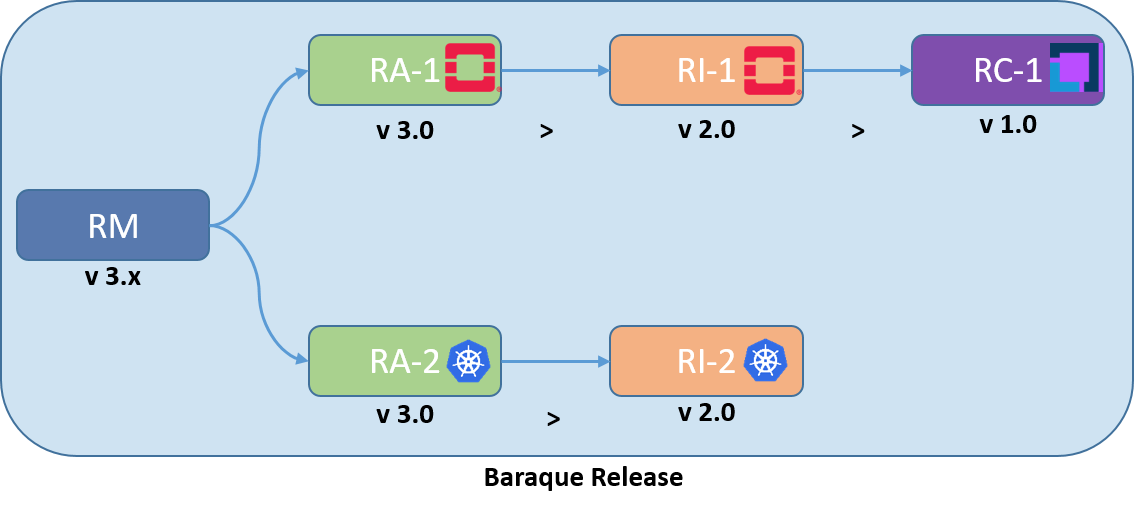 RA-1
RI-1
RC-1
v 3.0
>
v 2.0
>
v 1.0
RM
v 3.x
RA-2
RI-2
v 3.0
>
v 2.0
Baraque Release